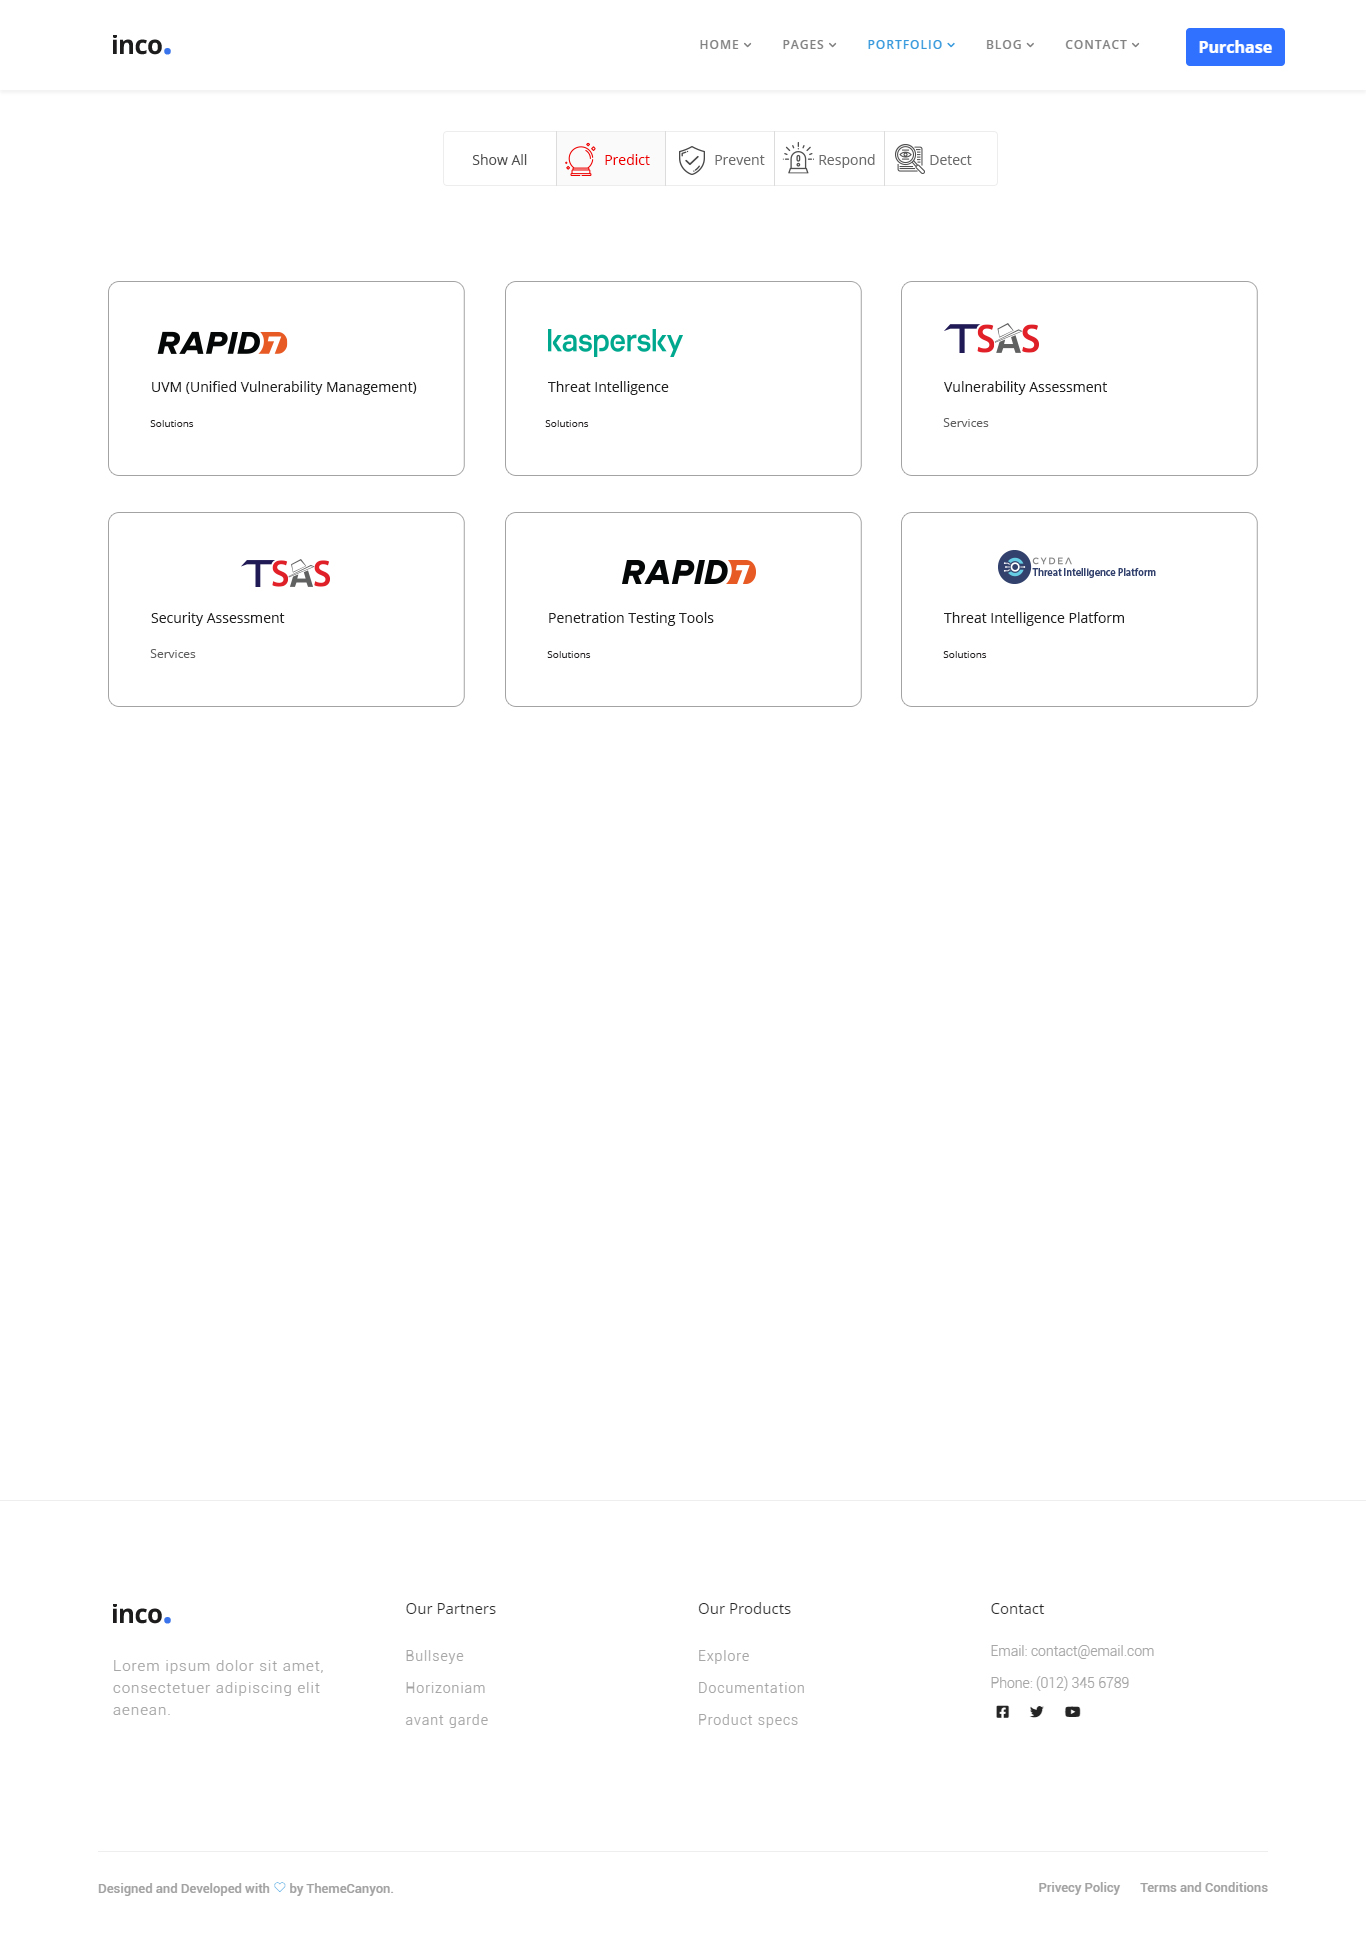 inco.
HOME PAGES PORTFOLIO BLOG CONTACT Purchase
Show All Predict Prevent Respond Detect
RAPID7 kaspersky TSAS
UVM (Unified Vulnerability Management) Threat Intelligence Vulnerability Assessment
Solutions Solutions Services
TSAS RAPID7 CYDEA
Threat Intelligence Platform
Security Assessment Penetration Testing Tools Threat Intelligence Platform
Services Solutions Solutions
inco.
Lorem ipsum dolor sit amet,
consectetuer adipiscing elit
aenean.
Our Partners
Bullseye
Horizoniam
avant garde
Our Products
Explore
Documentation
Product specs
Contact
Email: contact@email.com
Phone: (012) 345 6789
Designed and Developed with ♡ by ThemeCanyon.
Privecy Policy Terms and Conditions